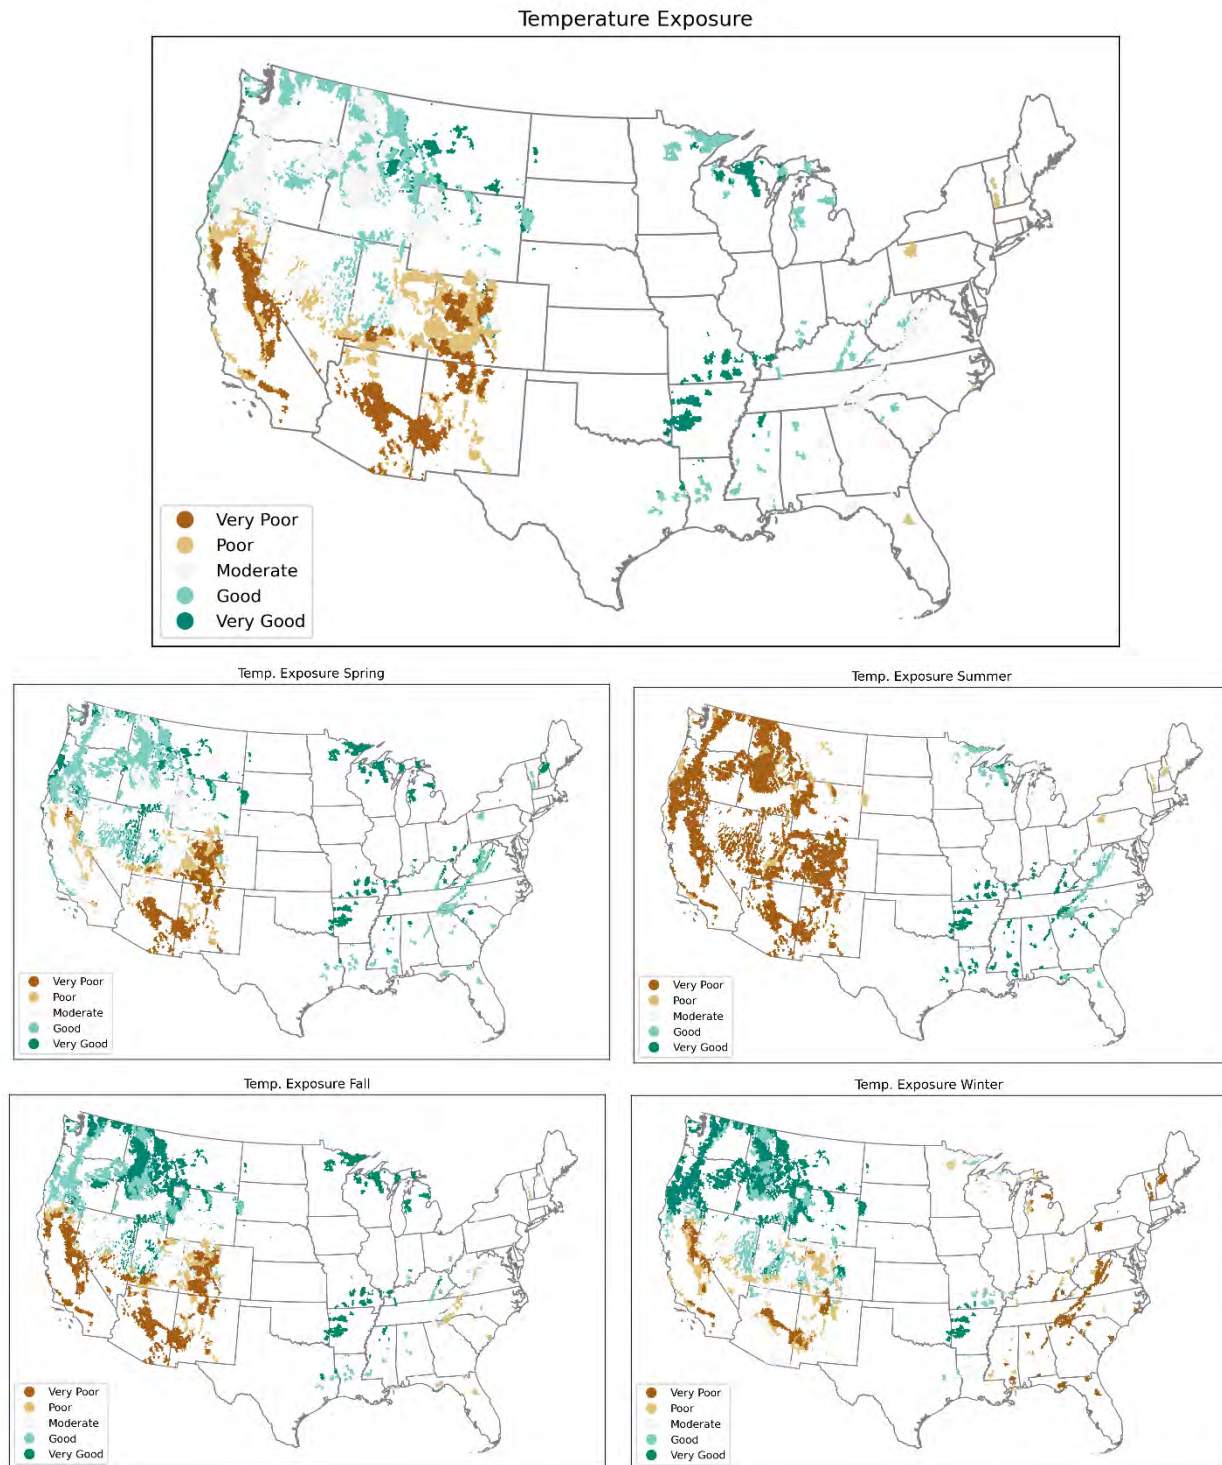 Temperature Exposure
Very Poor
Poor
Moderate
Good
Very Good
Temp. Exposure Spring
Very Poor
Poor
Moderate
Good
Very Good
Temp. Exposure Summer
Very Poor
Poor
Moderate
Good
Very Good
Temp. Exposure Fall
Very Poor
Poor
Moderate
Good
Very Good
Temp. Exposure Winter
Very Poor
Poor
Moderate
Good
Very Good